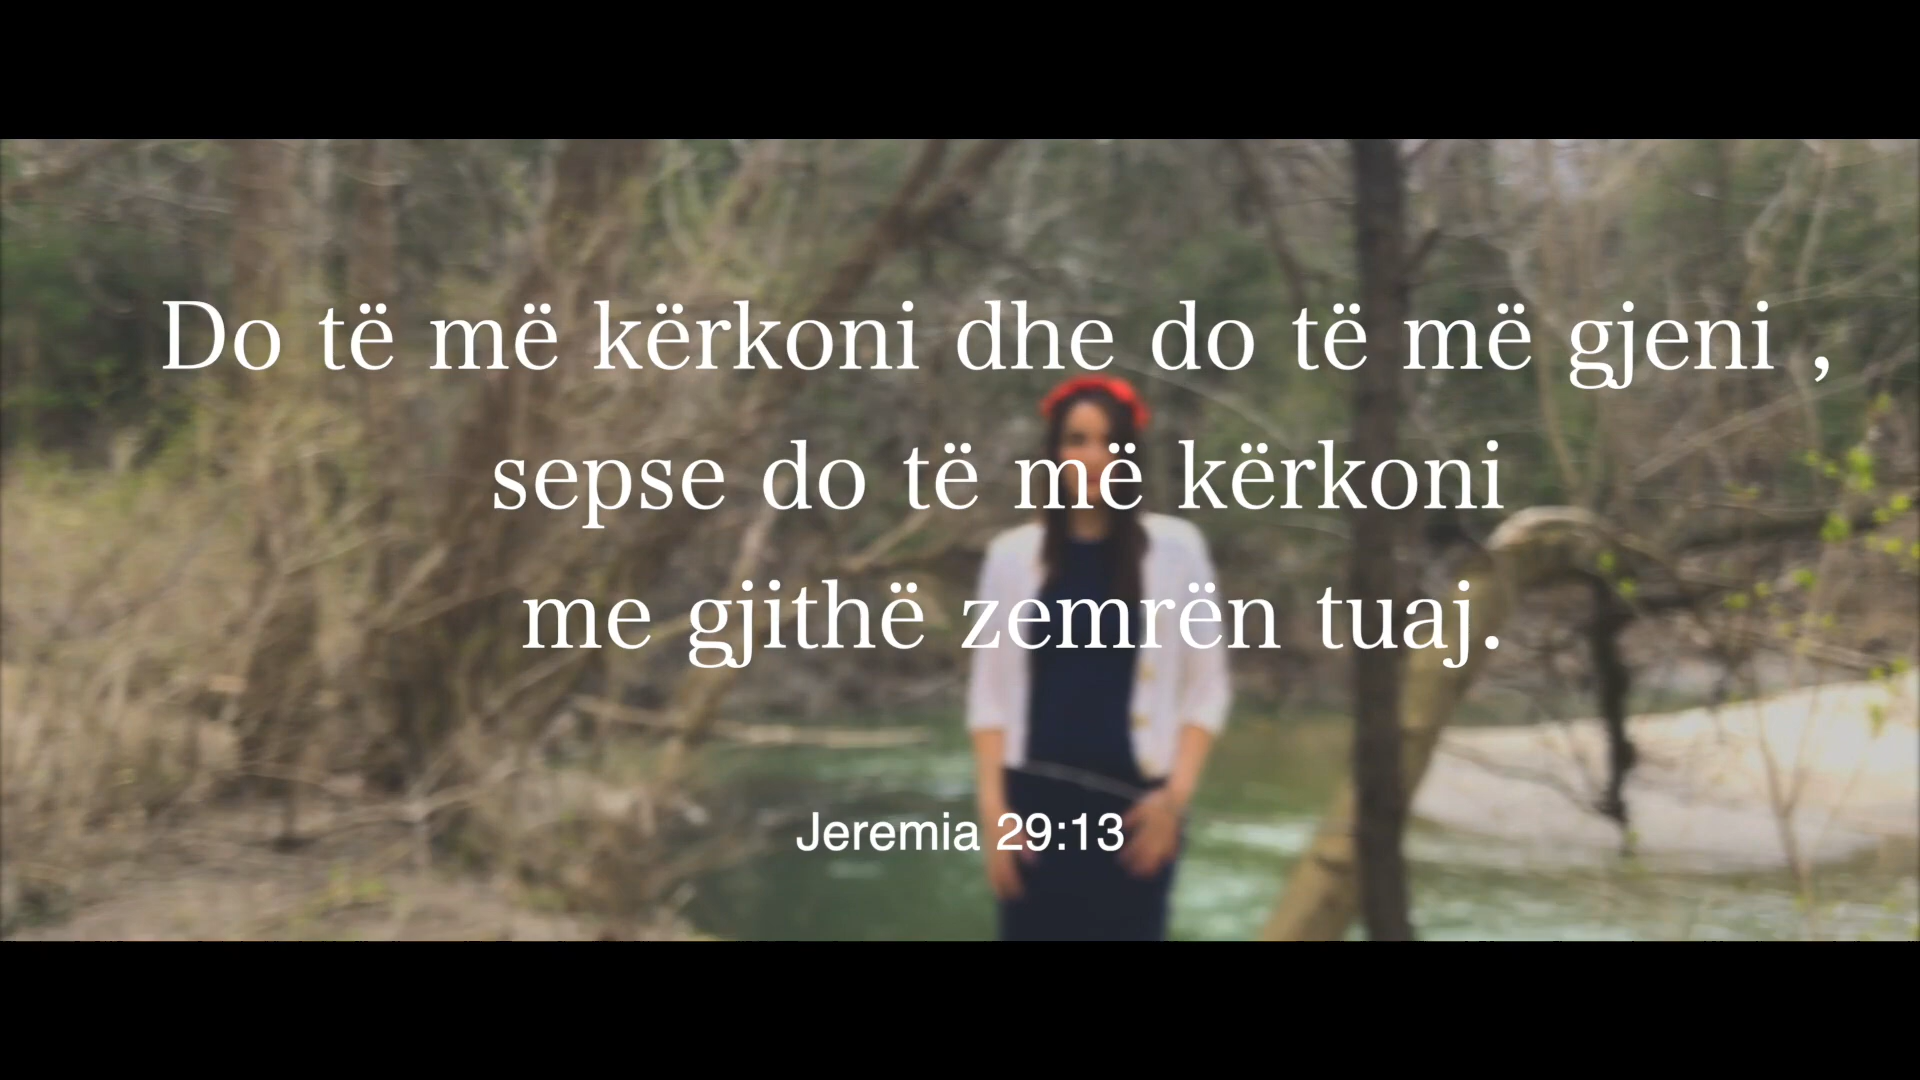 Do të më kërkoni dhe do të më gjeni ,
sepse do të më kërkoni
me gjithë zemrën tuaj.
Jeremia 29:13